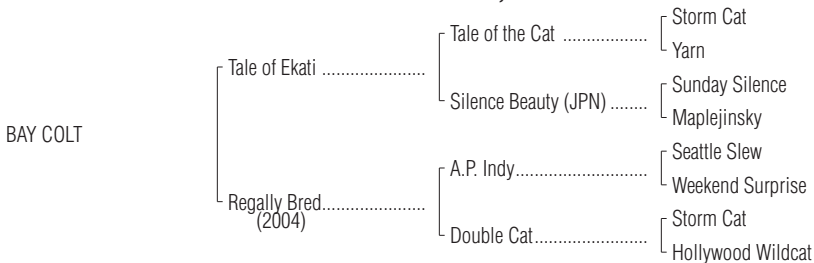 Storm Cat
Tale of the Cat ..................
Yarn
Tale of Ekati ......................
Sunday Silence
Silence Beauty (JPN) ........
Maplejinsky
BAY COLT
Seattle Slew
A.P. Indy............................
Weekend Surprise
Regally Bred......................
(2004)
Storm Cat
Double Cat........................
Hollywood Wildcat